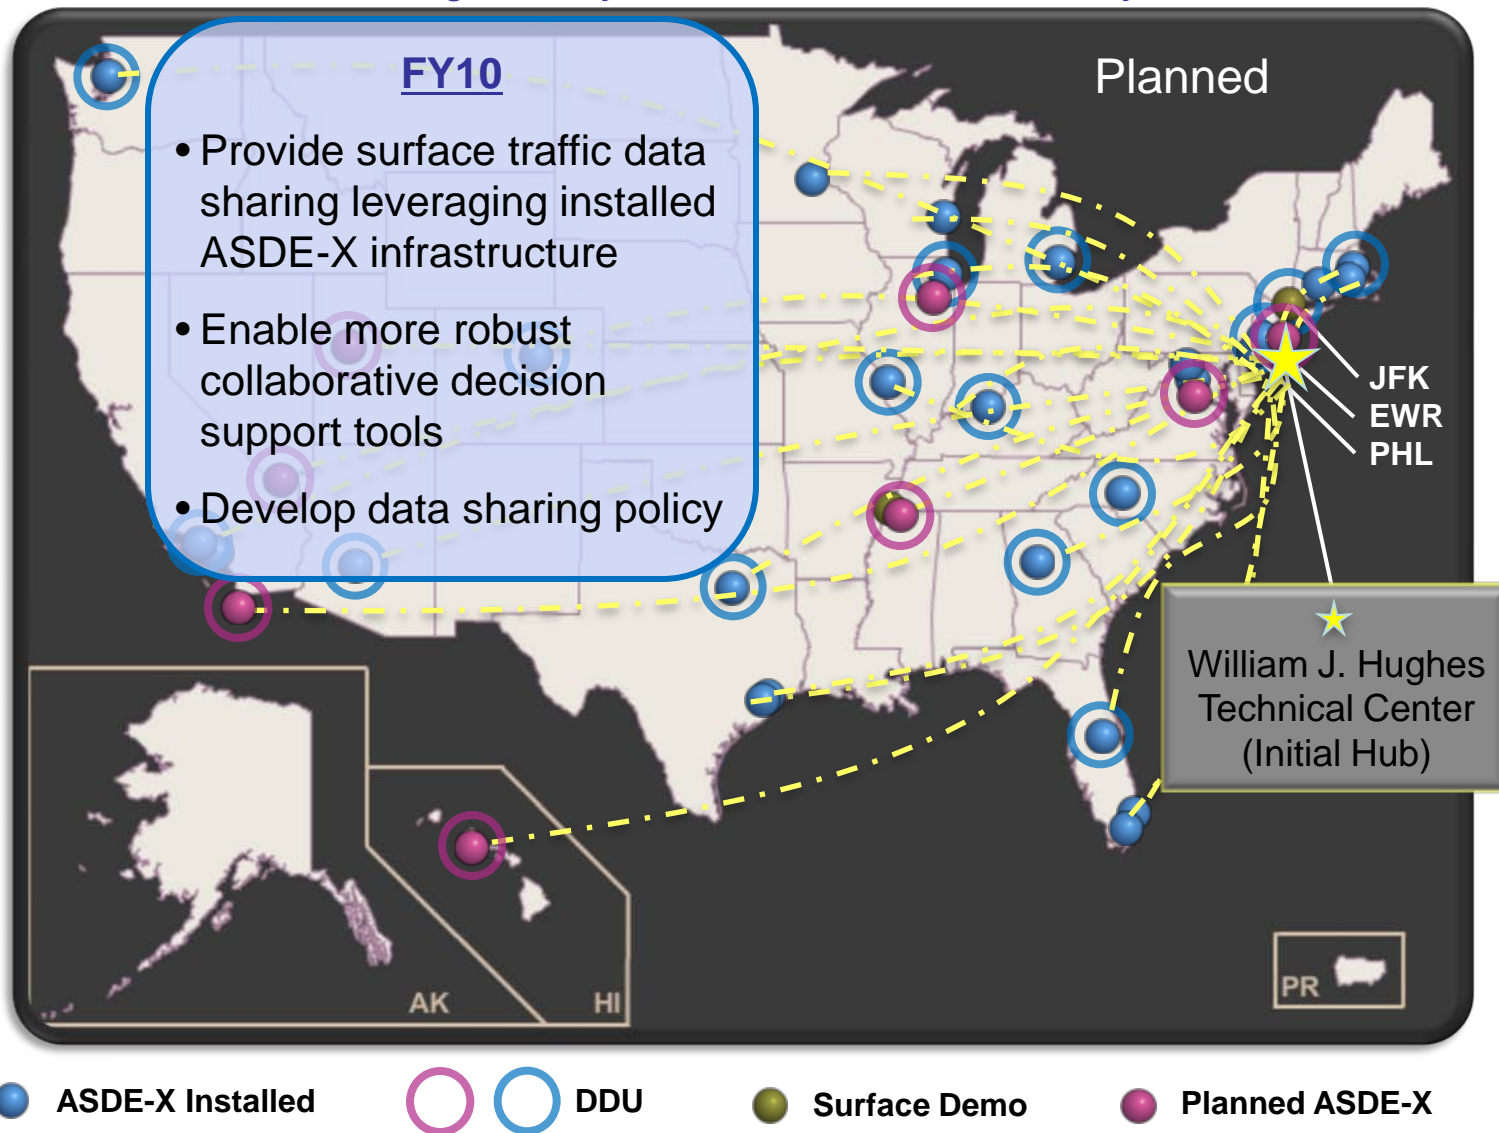 Planned
FY10
• Provide surface traffic data
sharing leveraging installed
ASDE-X infrastructure
• Enable more robust
collaborative decision
support tools
• Develop data sharing policy
JFK
EWR
PHL
William J. Hughes
Technical Center
(Initial Hub)
AK
HI
PR
ASDE-X Installed
DDU
Surface Demo
Planned ASDE-X